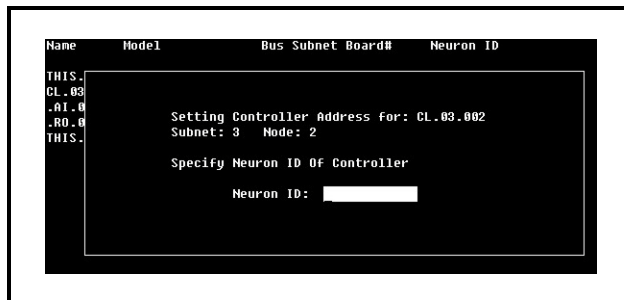 Name Model Bus Subnet Board# Neuron ID
THIS.
CL.03
.AI.0
.RO.0
THIS.
Setting Controller Address for: CL.03.002
Subnet: 3 Node: 2
Specify Neuron ID Of Controller
Neuron ID: _